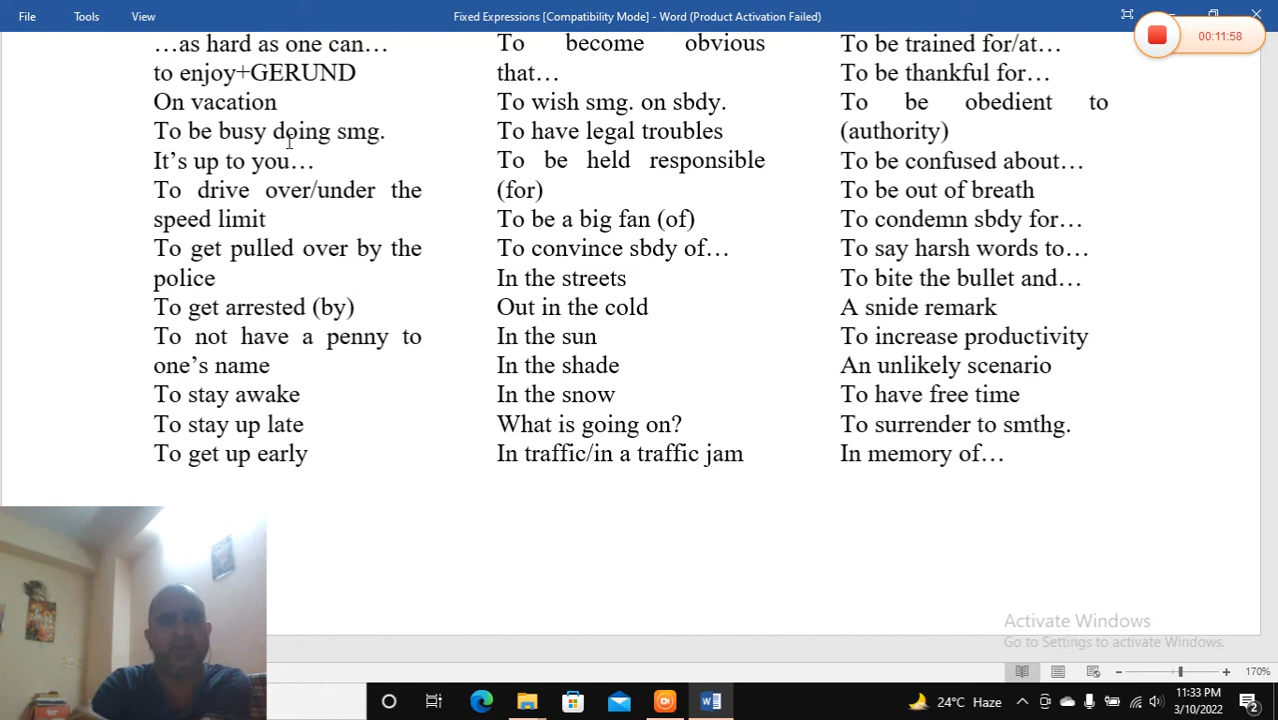 File Tools View Fixed Expressions [Compatibility Mode] - Word (Product Activation Failed)
00:11:58
…as hard as one can…
to enjoy+GERUND
On vacation
To be busy doing smg.
It's up to you…
To drive over/under the
speed limit
To get pulled over by the
police
To get arrested (by)
To not have a penny to
one's name
To stay awake
To stay up late
To get up early
To become obvious
that…
To wish smg. on sbdy.
To have legal troubles
To be held responsible
(for)
To be a big fan (of)
To convince sbdy of…
In the streets
Out in the cold
In the sun
In the shade
In the snow
What is going on?
In traffic/in a traffic jam
To be trained for/at…
To be thankful for…
To be obedient to
(authority)
To be confused about…
To be out of breath
To condemn sbdy for…
To say harsh words to…
To bite the bullet and…
A snide remark
To increase productivity
An unlikely scenario
To have free time
To surrender to smthg.
In memory of…
Activate Windows
Go to Settings to activate Windows.
170%
24°C Haze
11:33 PM
3/10/2022
2